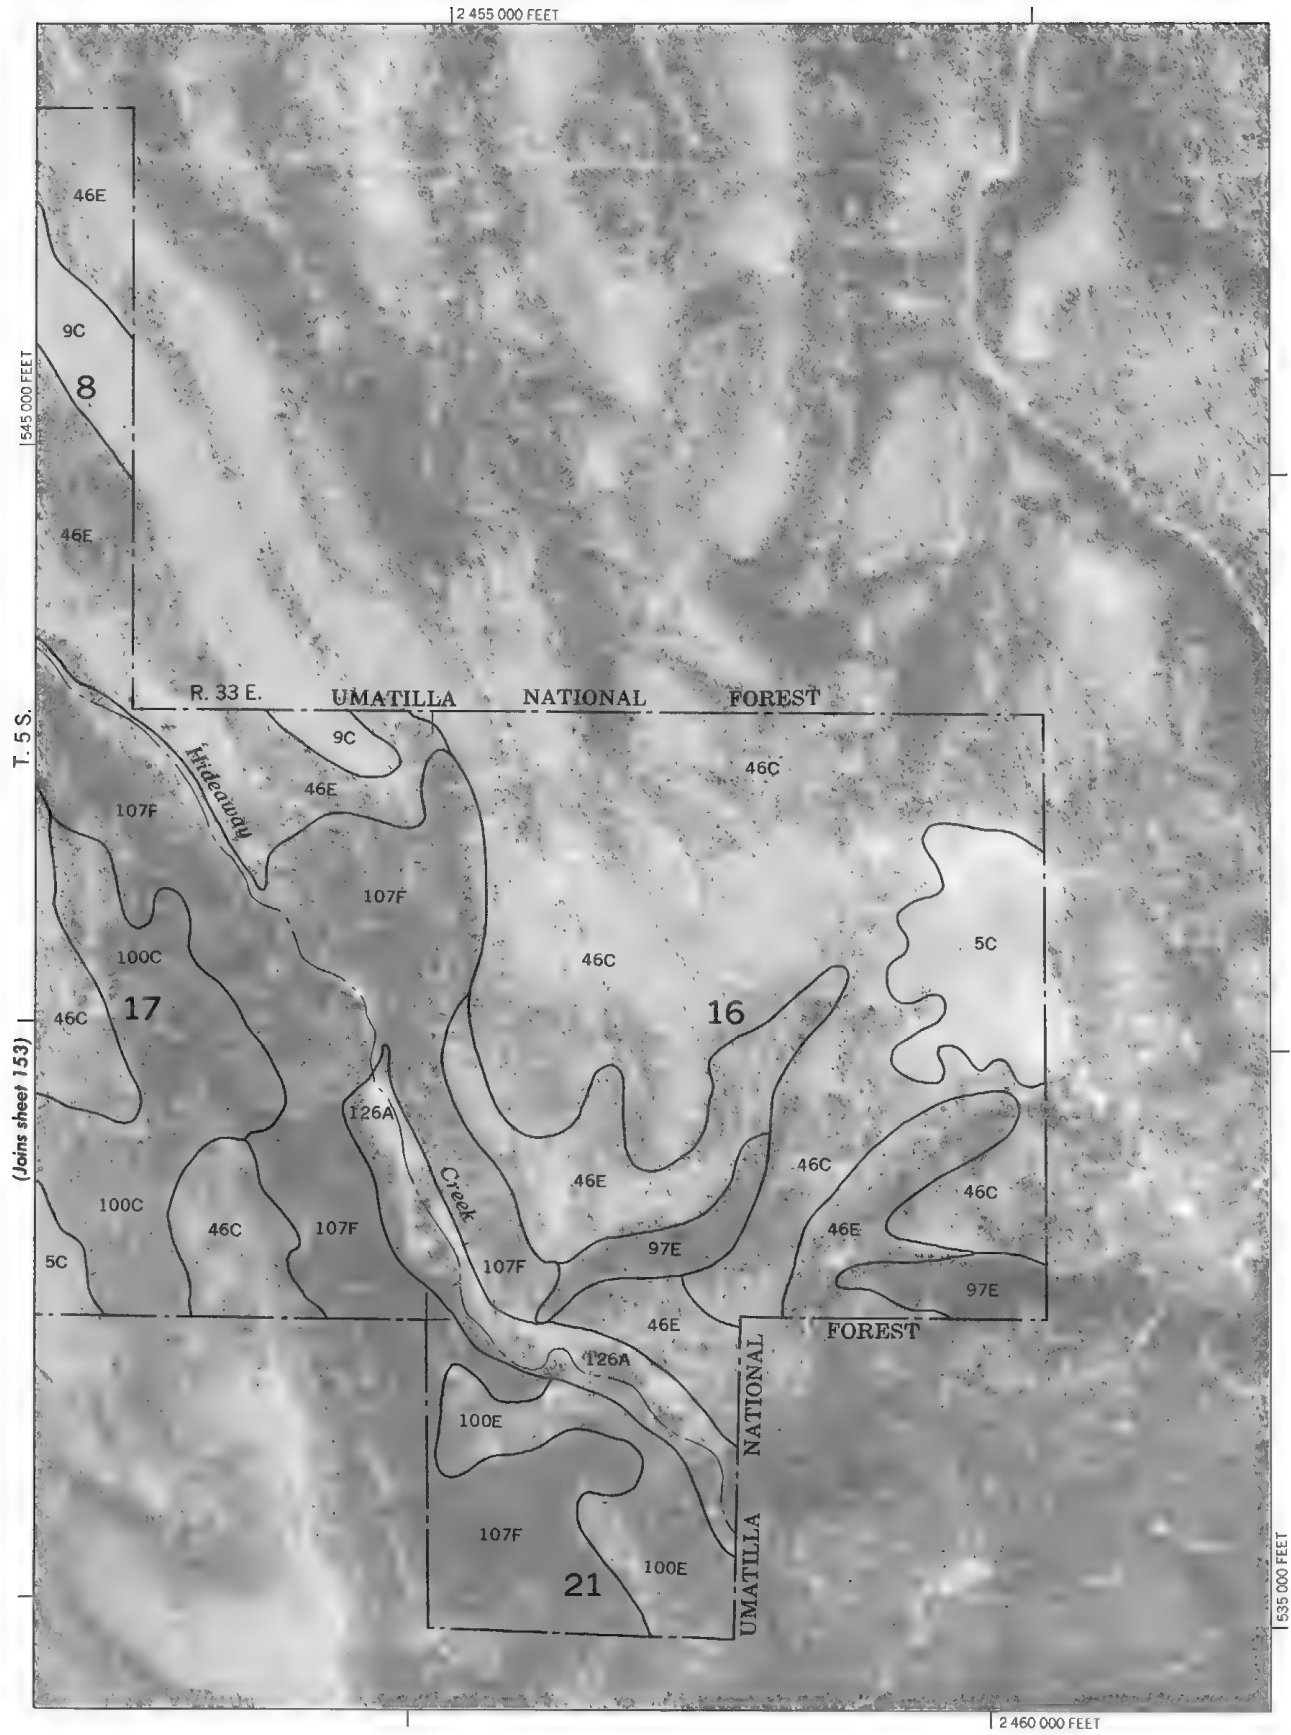 2 455 000 FEET
46E
9C
8
545 000 FEET
46E
R. 33 E.
UMATILLA NATIONAL FOREST
T. 5 S.
9C
46C
Hideaway
46E
107F
107F
100C
46C
5C
17
46C
16
(Joins sheet 153)
126A
46E
46C
46C
Creek
100C
46C
107F
46E
97E
5C
107F
97E
46E
FOREST
126A
NATIONAL
100E
107F
UMATILLA
100E
21
535 000 FEET
2 460 000 FEET